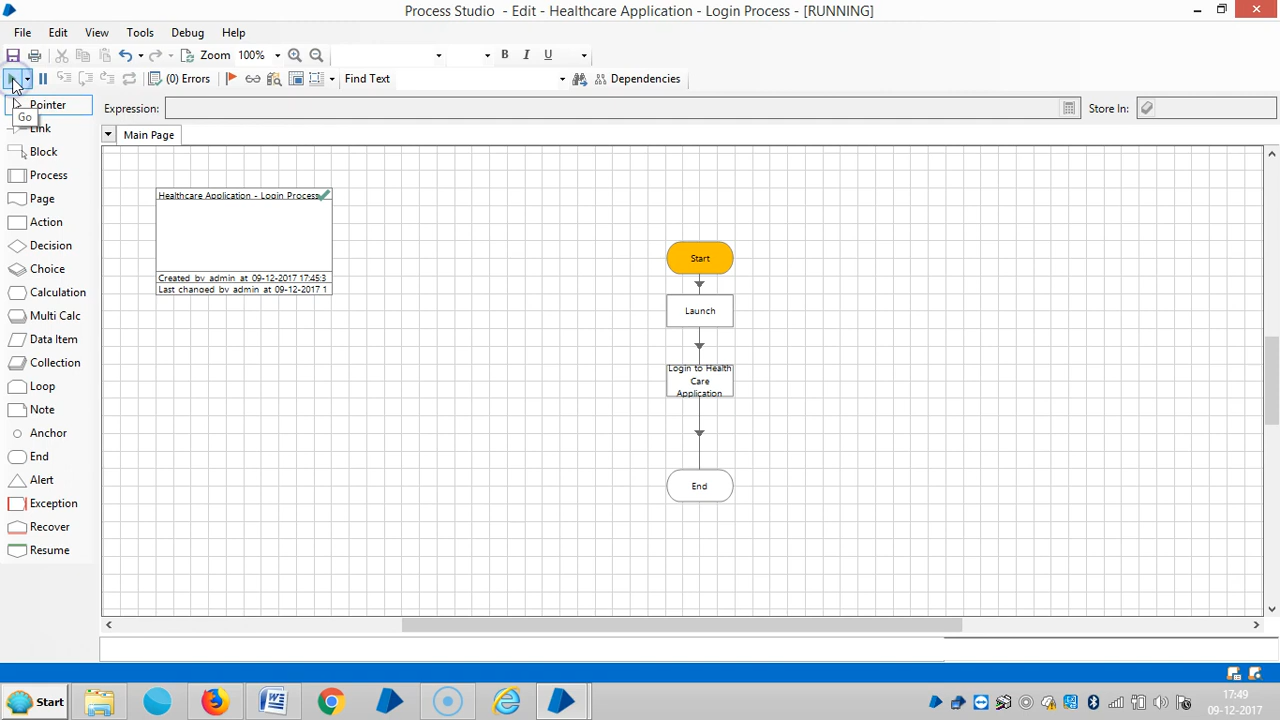 Process Studio - Edit - Healthcare Application - Login Process - [RUNNING]
File Edit View Tools Debug Help
Zoom 100% B I U
(0) Errors Find Text Dependencies
Pointer
Go
Expression: Store In:
Link
Main Page
Block
Process
Page
Action
Decision
Choice
Calculation
Multi Calc
Data Item
Collection
Loop
Note
Anchor
End
Alert
Exception
Recover
Resume
Healthcare Application - Login Process
Created by admin at 09-12-2017 17:45:3
Last changed by admin at 09-12-2017 1
Start
Launch
Login to Health
Care
Application
End
Start
17:49
09-12-2017